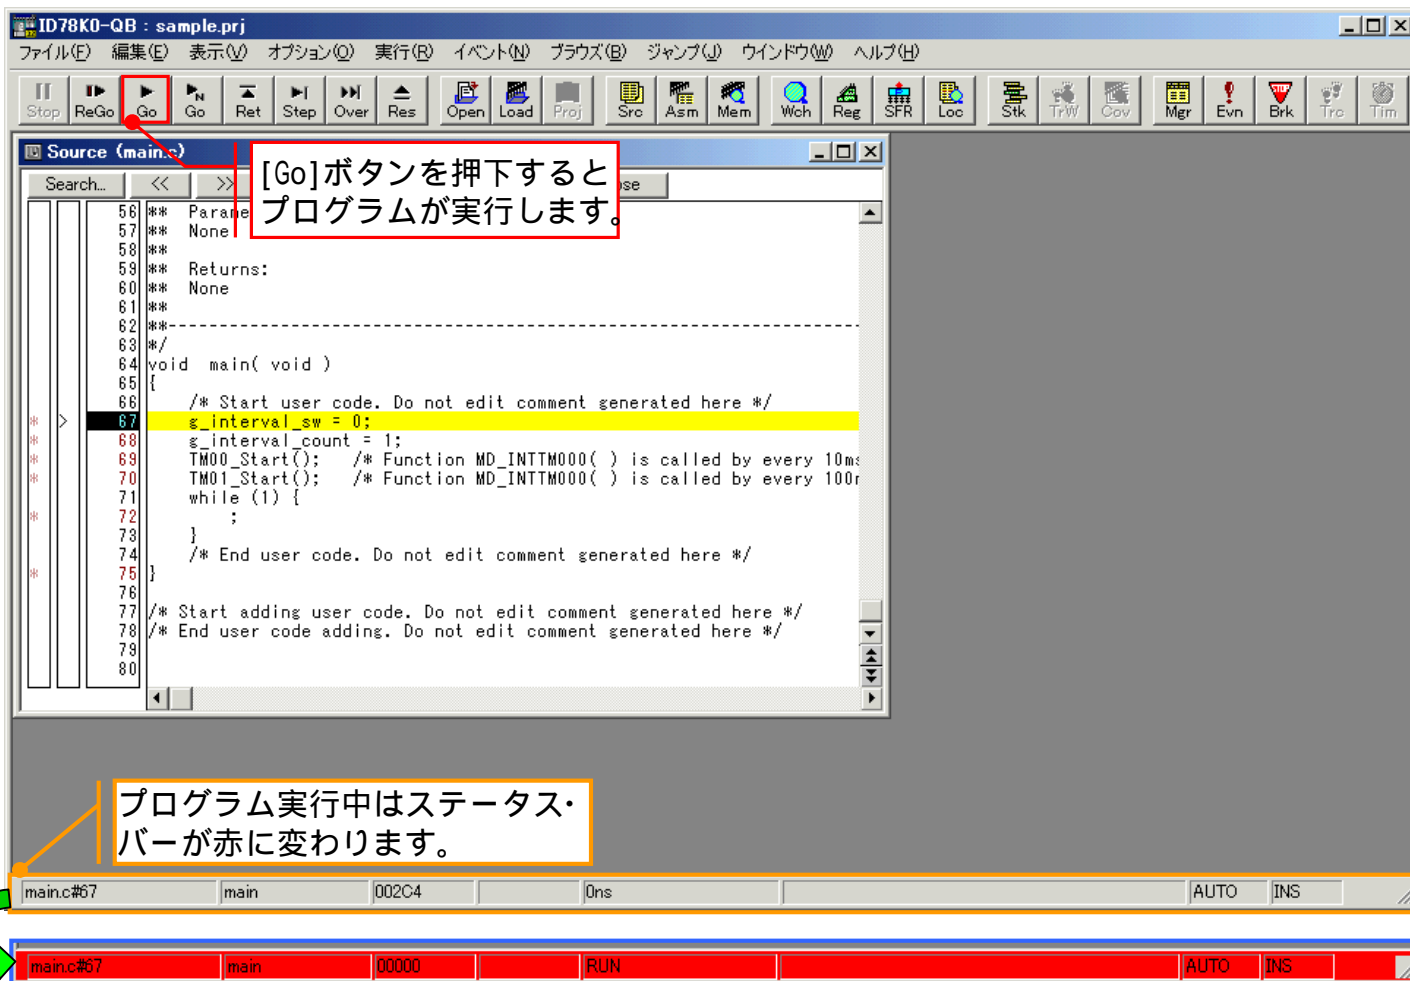 ID78K0-QB : sample.prj
ファイル(F) 編集(E) 表示(V) オプション(O) 実行(R) イベント(N) ブラウズ(B) ジャンプ(J) ウインドウ(W) ヘルプ(H)
Stop ReGo Go Go Ret Step Over Res Open Load Proj Src Asm Mem Wch Reg SFR Loc Stk TrW Cov Mgr Evn Brk Trc Tim
Source (main.c)
[Go]ボタンを押下すると
プログラムが実行します。
Search... << >>
56 **
57 ** None
58 **
59 ** Returns:
60 ** None
61 **
62 **-------------------------------------------------------------------
63 */
64 void main( void )
65 {
66 /* Start user code. Do not edit comment generated here */
* > 67 g_interval_sw = 0;
* 68 g_interval_count = 1;
* 69 TM00_Start(); /* Function MD_INTTM000( ) is called by every 10ms
* 70 TM01_Start(); /* Function MD_INTTM000( ) is called by every 100
71 while (1) {
* 72 ;
73 }
74 /* End user code. Do not edit comment generated here */
* 75 }
76
77 /* Start adding user code. Do not edit comment generated here */
78 /* End user code adding. Do not edit comment generated here */
79
80
プログラム実行中はステータス・
バーが赤に変わります。
main.c#67 main 002C4 0ns AUTO INS
main.c#67 main 00000 RUN AUTO INS